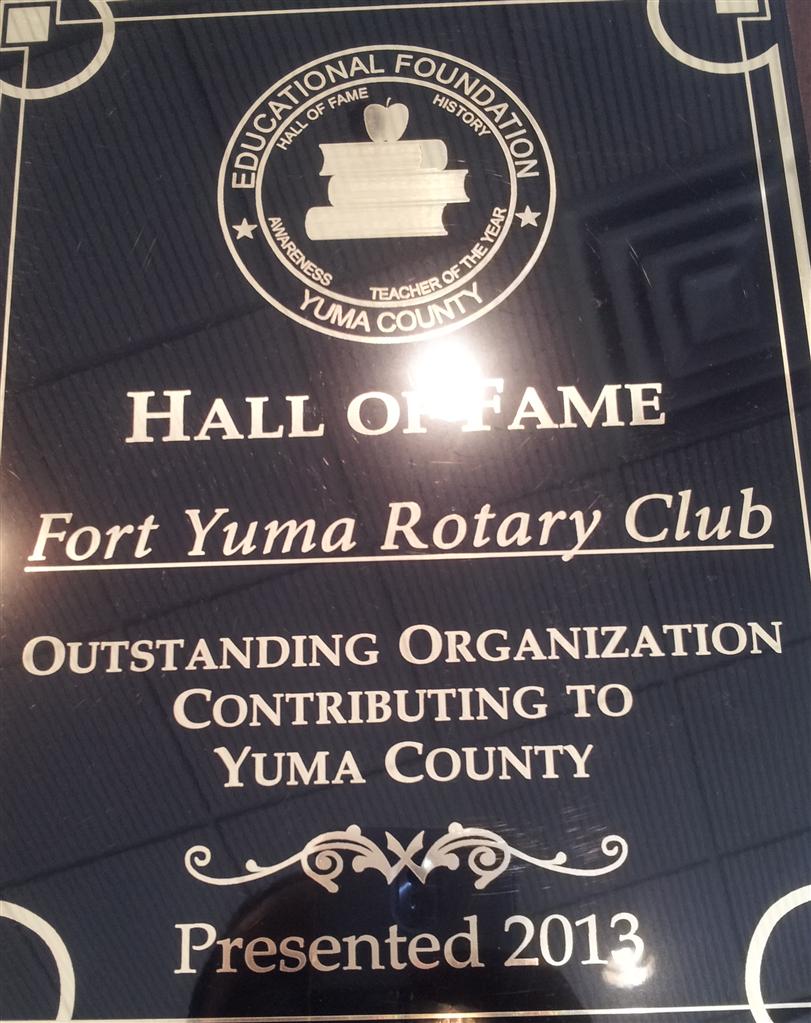 EDUCATIONAL FOUNDATION
HALL OF FAME
HISTORY
AWARENESS
TEACHER OF THE YEAR
YUMA COUNTY
HALL OF FAME
Fort Yuma Rotary Club
OUTSTANDING ORGANIZATION
CONTRIBUTING TO
YUMA COUNTY
Presented 2013